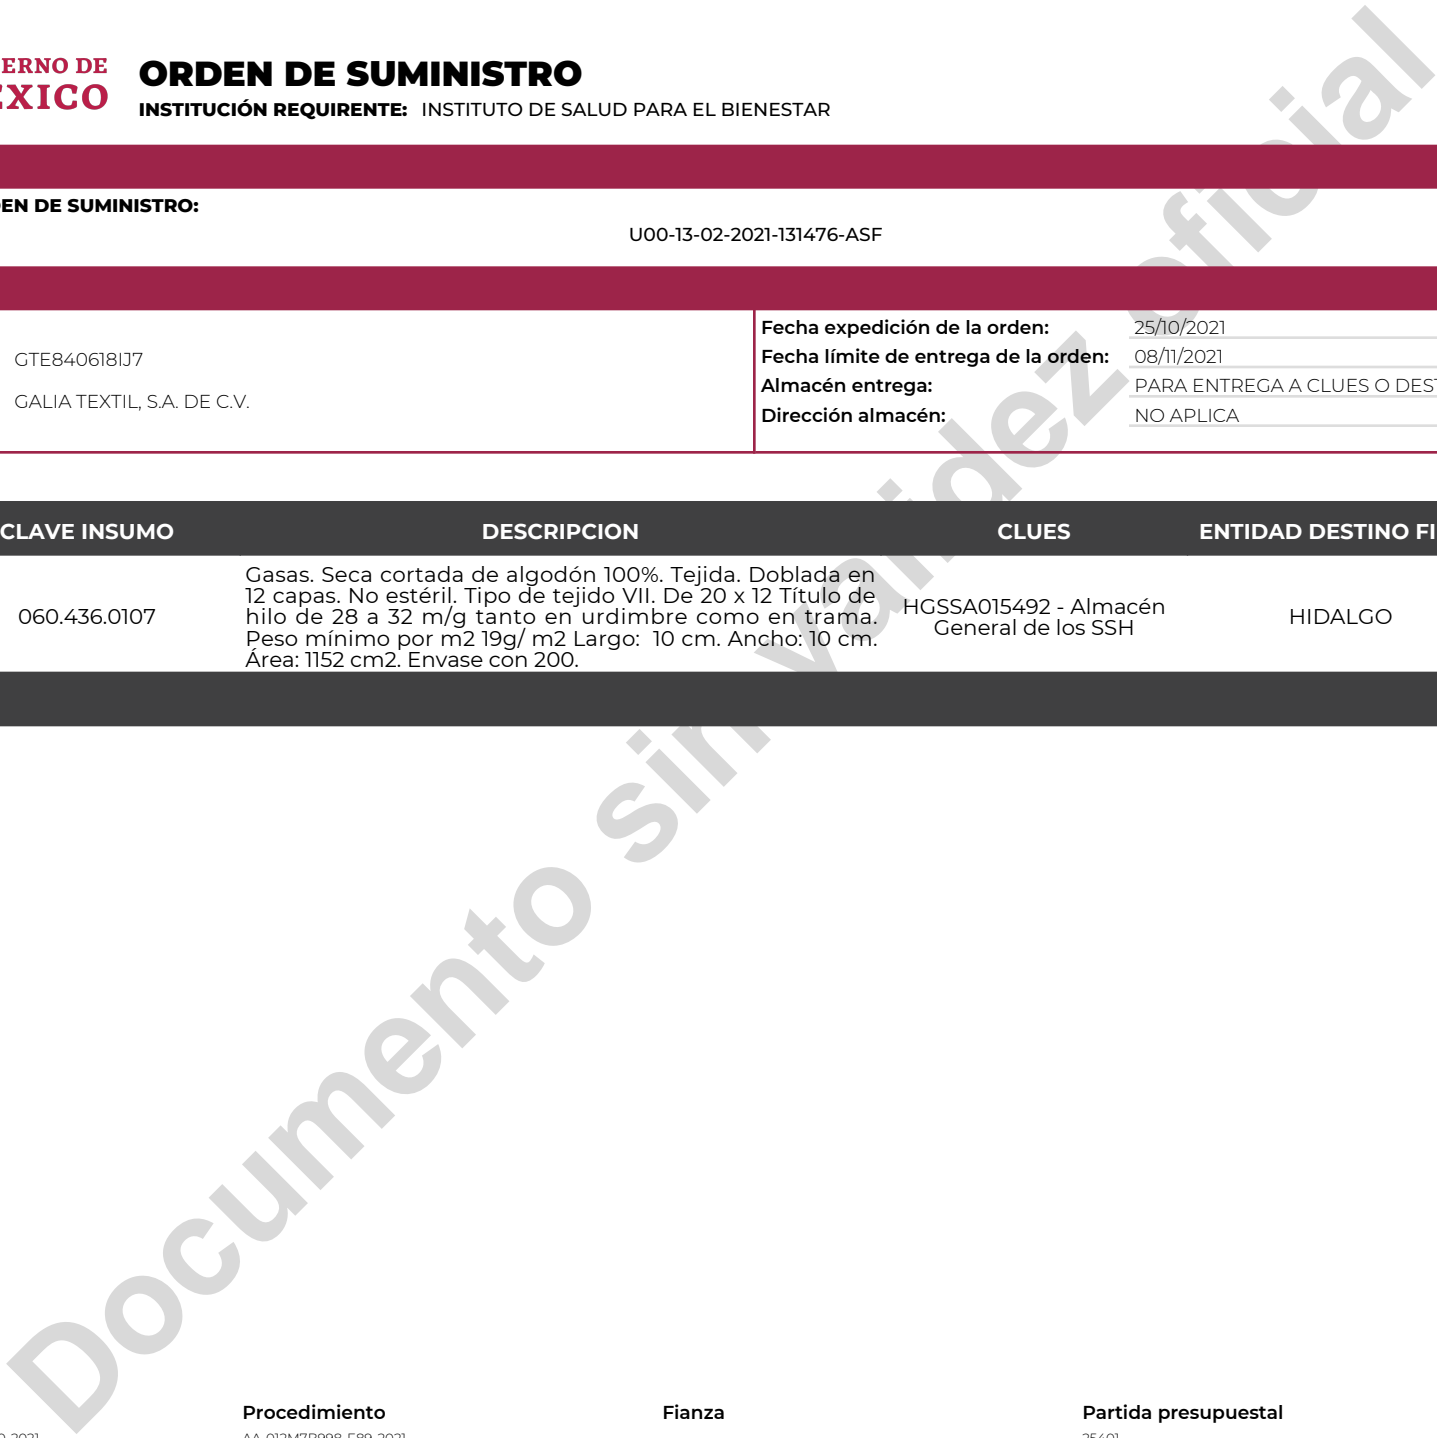 ERNO DE
ORDEN DE SUMINISTRO
INSTITUCIÓN REQUIRENTE: INSTITUTO DE SALUD PARA EL BIENESTAR
EXICO
EN DE SUMINISTRO:
U00-13-02-2021-131476-ASF
GTE840618IJ7
GALIA TEXTIL, S.A. DE C.V.
Fecha expedición de la orden: 25/10/2021
Fecha límite de entrega de la orden: 08/11/2021
Almacén entrega: PARA ENTREGA A CLUES O DEST
Dirección almacén: NO APLICA
CLAVE INSUMO DESCRIPCION CLUES ENTIDAD DESTINO FI
060.436.0107
Gasas. Seca cortada de algodón 100%. Tejida. Doblada en
12 capas. No estéril. Tipo de tejido VII. De 20 x 12 Título de
hilo de 28 a 32 m/g tanto en urdimbre como en trama.
Peso mínimo por m2 19g/ m2 Largo: 10 cm. Ancho: 10 cm.
Área: 1152 cm2. Envase con 200.
HGSSA015492 - Almacén
General de los SSH
HIDALGO
Documento sin validez oficial
Procedimiento Fianza Partida presupuestal